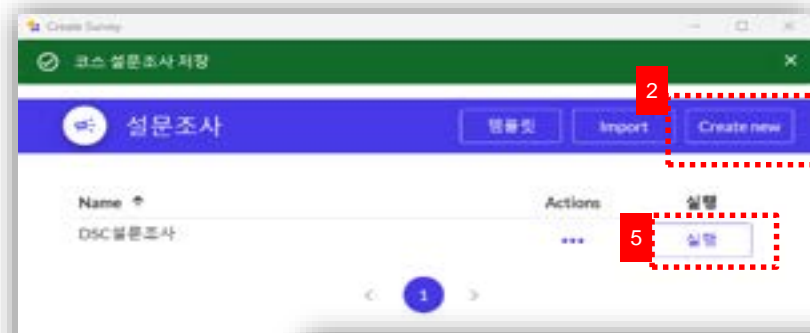 Create Survey
코스 설문조사 저장
2
설문조사 템플릿 Import Create new
Name Actions 실행
DSC설문조사 5 실행
1